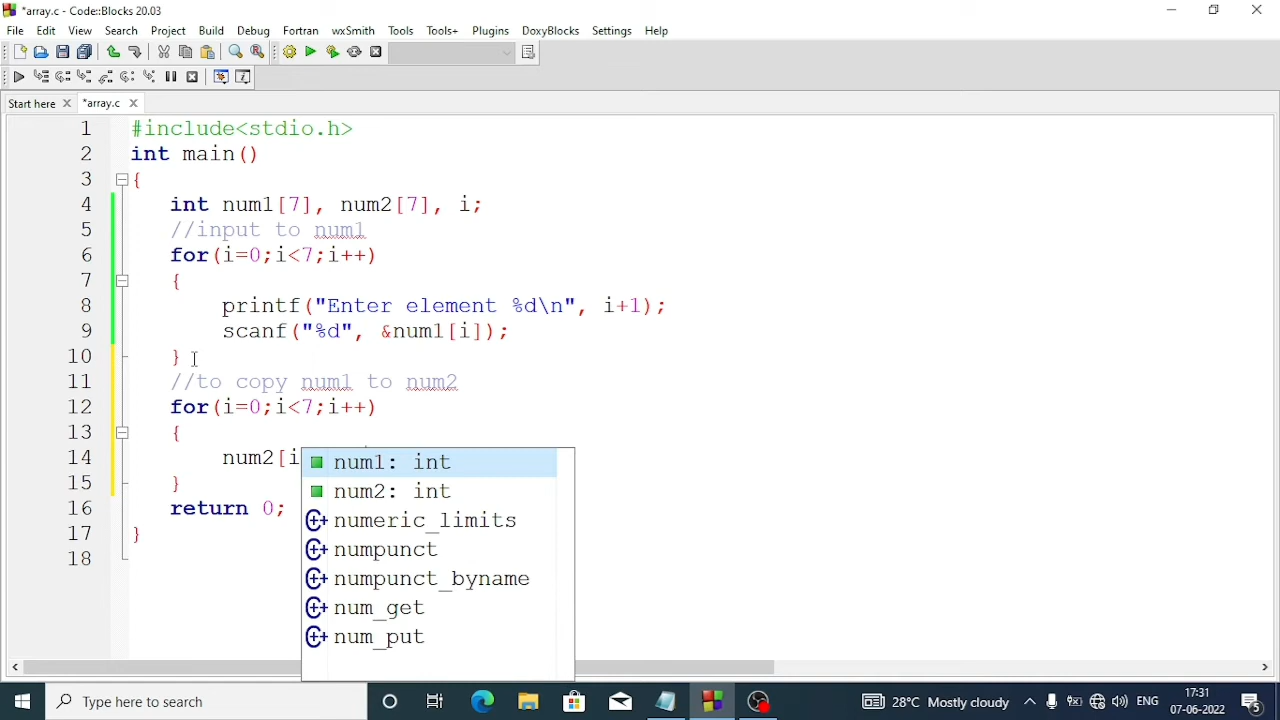 *array.c - Code::Blocks 20.03
File Edit View Search Project Build Debug Fortran wxSmith Tools Tools+ Plugins DoxyBlocks Settings Help
Start here *array.c
1 #include<stdio.h>
2 int main()
3 {
4 int num1[7], num2[7], i;
5 //input to num1
6 for(i=0;i<7;i++)
7 {
8 printf("Enter element %d\n", i+1);
9 scanf("%d", &num1[i]);
10 }
11 //to copy num1 to num2
12 for(i=0;i<7;i++)
13 {
14 num2[i
num1: int
15 }
num2: int
16 return 0;
numeric_limits
17 }
numpunct
18
numpunct_byname
num_get
num_put
Type here to search
28°C Mostly cloudy
ENG
17:31
07-06-2022
5